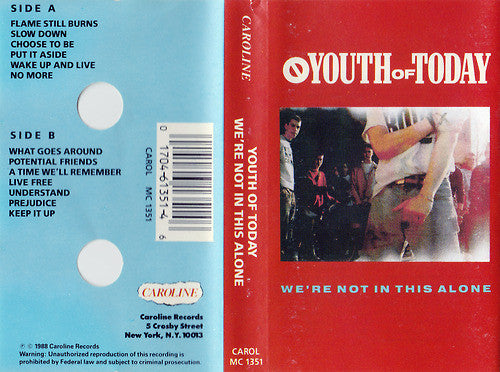 SIDE A
FLAME STILL BURNS
SLOW DOWN
CHOOSE TO BE
PUT IT ASIDE
WAKE UP AND LIVE
NO MORE
SIDE B
WHAT GOES AROUND
POTENTIAL FRIENDS
A TIME WE'LL REMEMBER
LIVE FREE
UNDERSTAND
PREJUDICE
KEEP IT UP
CAROL MC 1351
0 1704-61351-4 6
CAROLINE
Caroline Records
5 Crosby Street
New York, N.Y. 10013
℗ © 1988 Caroline Records
Warning: Unauthorized reproduction of this recording is
prohibited by Federal law and subject to criminal prosecution.
CAROLINE
YOUTH OF TODAY
WE'RE NOT IN THIS ALONE
CAROL
MC 1351
YOUTH OF TODAY
WE'RE NOT IN THIS ALONE